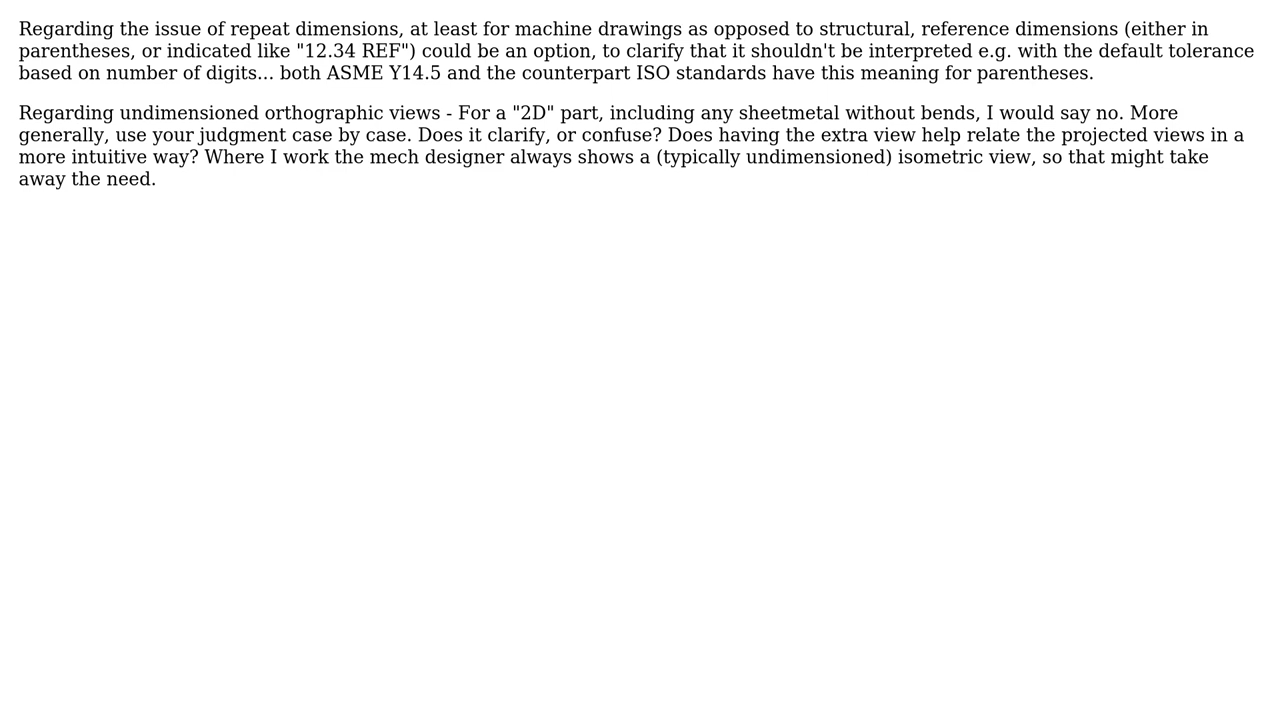 Regarding the issue of repeat dimensions, at least for machine drawings as opposed to structural, reference dimensions (either in
parentheses, or indicated like "12.34 REF") could be an option, to clarify that it shouldn't be interpreted e.g. with the default tolerance
based on number of digits... both ASME Y14.5 and the counterpart ISO standards have this meaning for parentheses.
Regarding undimensioned orthographic views - For a "2D" part, including any sheetmetal without bends, I would say no. More
generally, use your judgment case by case. Does it clarify, or confuse? Does having the extra view help relate the projected views in a
more intuitive way? Where I work the mech designer always shows a (typically undimensioned) isometric view, so that might take
away the need.